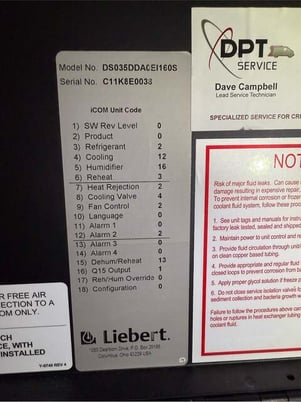 Model No. DS035DDA0EI160S
Serial No. C11K8E0038
iCOM Unit Code
1) SW Rev Level 0
2) Product 0
3) Refrigerant 2
4) Cooling 12
5) Humidifier 16
6) Reheat 3
7) Heat Rejection 2
8) Cooling Valve 4
9) Fan Control 2
10) Language 0
11) Alarm 1 0
12) Alarm 2 2
13) Alarm 3 0
14) Alarm 4 0
15) Dehum/Reheat 13
16) Q15 Output 1
17) Reh/Hum Override 0
18) Configuration 0
Liebert.
1050 Dearborn Drive, P.O. Box 29186
Columbus, Ohio 43229 USA
DPT
SERVICE
Dave Campbell
Lead Service Technician
SPECIALIZED SERVICE FOR CR
NOT
Risk of major fluid leaks. Can cause
damage resulting in expensive repair,
To prevent internal corrosion or frozen
coolant fluid system, follow these proc
1. See unit tags and manuals for instru
factory leak tested, sealed and shipped
2. Maintain power to unit control and re
3. Provide fluid circulation through unit
on clean copper based tubing.
4. Provide appropriate and regular fluid
closed loops to prevent corrosion from b
5. Apply proper glycol solution if freeze p
6. Do not close service isolation valves fo
sediment collection and bacteria growth w
Failure to follow the procedures above can
holes or ruptures in heat exchanger tubing
coolant fluid.
R FREE AIR
NECTION TO A
OM ONLY.
CH
CE, WITH
INSTALLED